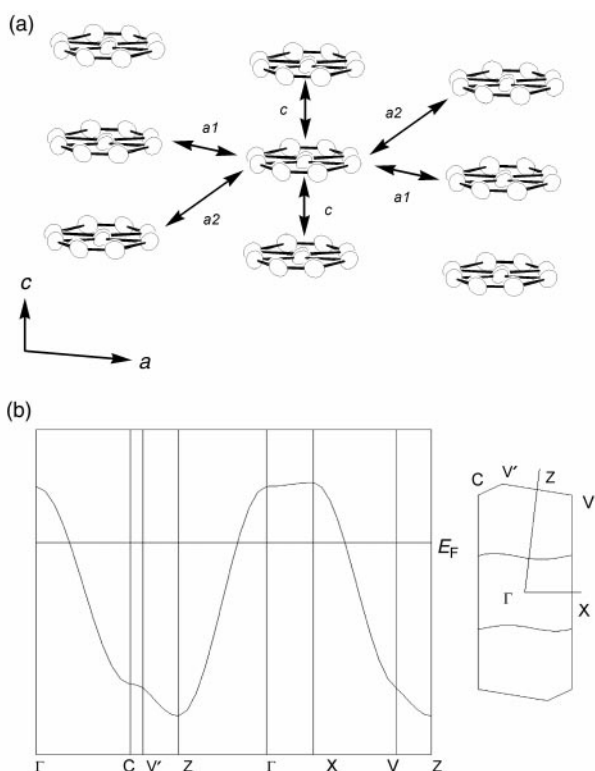 (a)
a1
c
a2
a2
c
a1
c
a
(b)
E_F
Γ C V′ Z Γ X V Z
C V′ Z V
Γ X